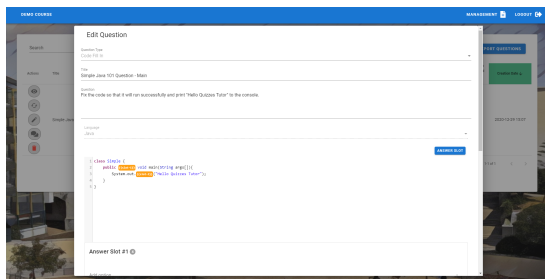 DEMO COURSE
MANAGEMENT
LOGOUT
Edit Question
Question Type
Code Fill In
Title
Simple Java 101 Question - Main
Question
Fix the code so that it will run successfully and print "Hello Quizzes Tutor" to the console.
Language
Java
ANSWER SLOT
1 class Simple {
2 public void main(String args[]){
3 System.out. ("Hello Quizzes Tutor");
4 }
5 }
Answer Slot #1
Search
PORT QUESTIONS
Actions
Title
Simple Java